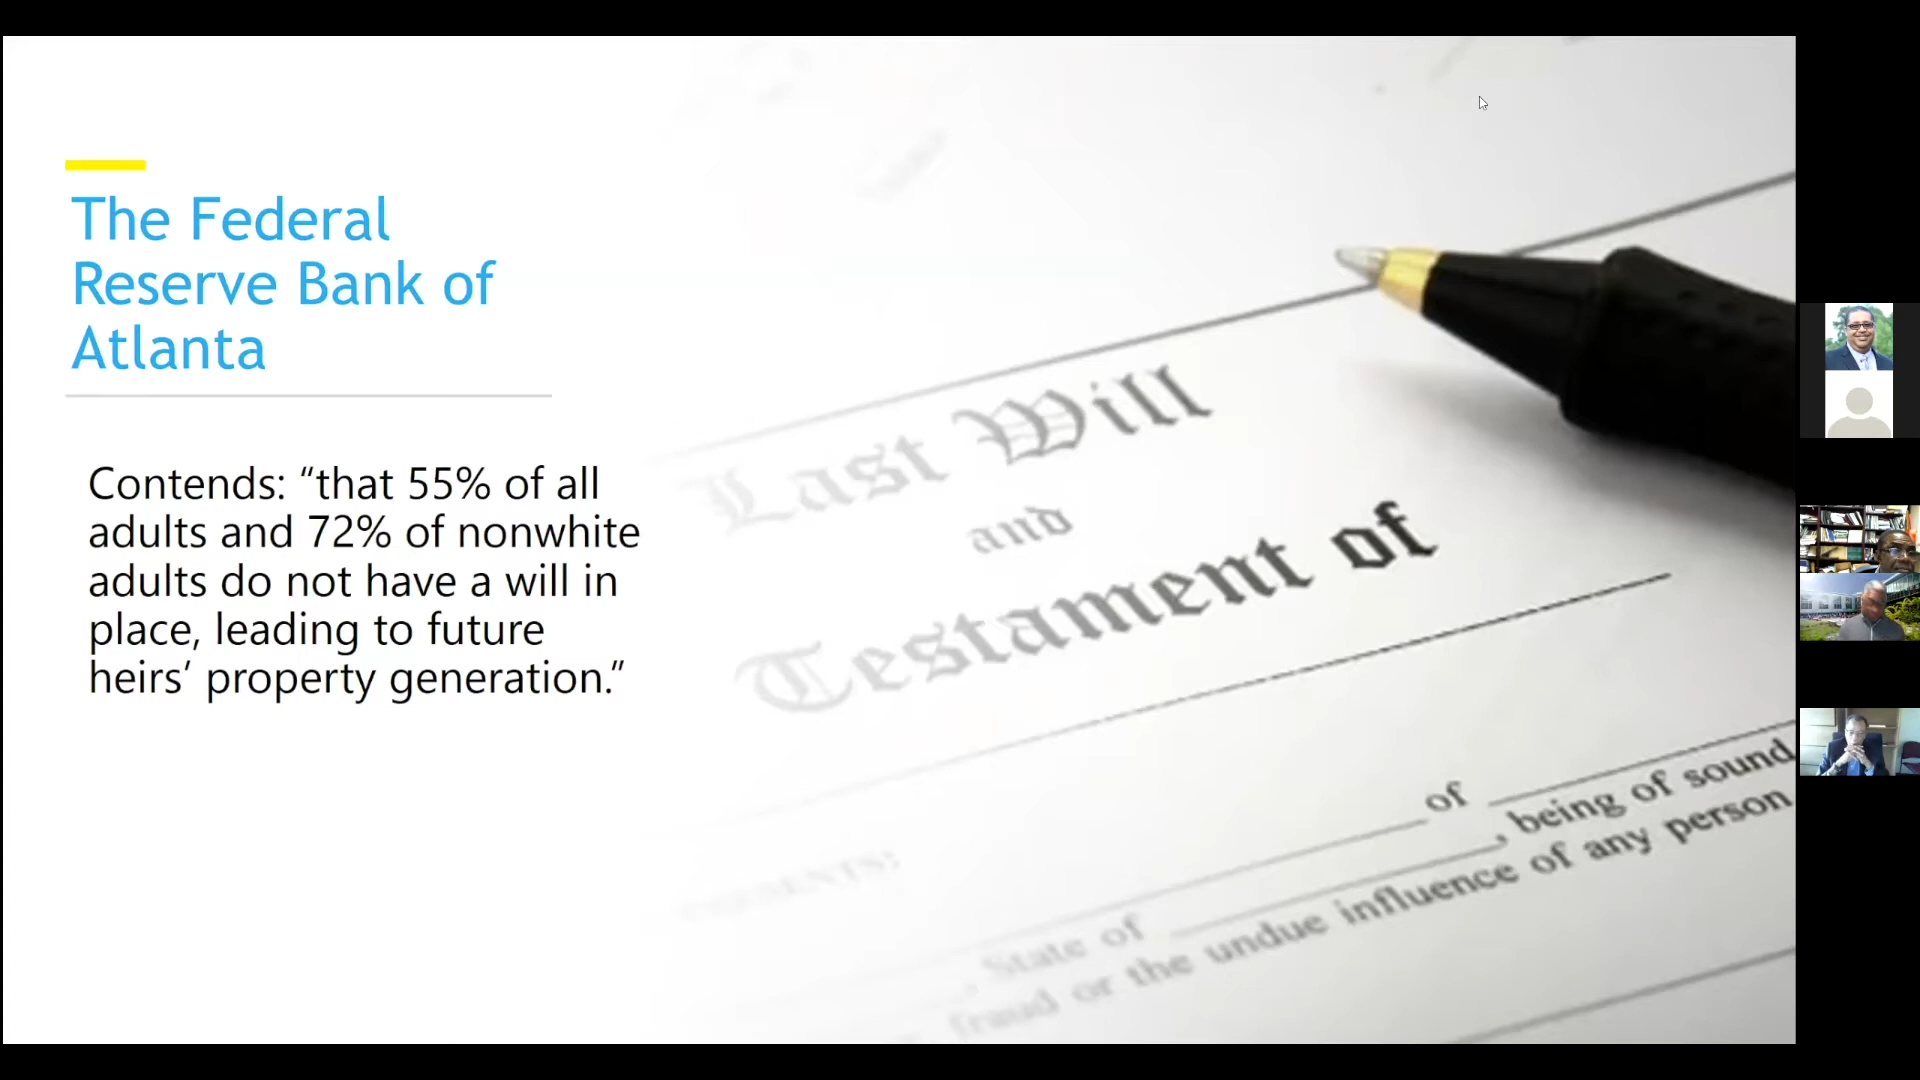 The Federal
Reserve Bank of
Atlanta
Contends: “that 55% of all
adults and 72% of nonwhite
adults do not have a will in
place, leading to future
heirs’ property generation.”
Last Will
and
Testament of
of
, being of sound
, State of
fraud or the undue influence of any person